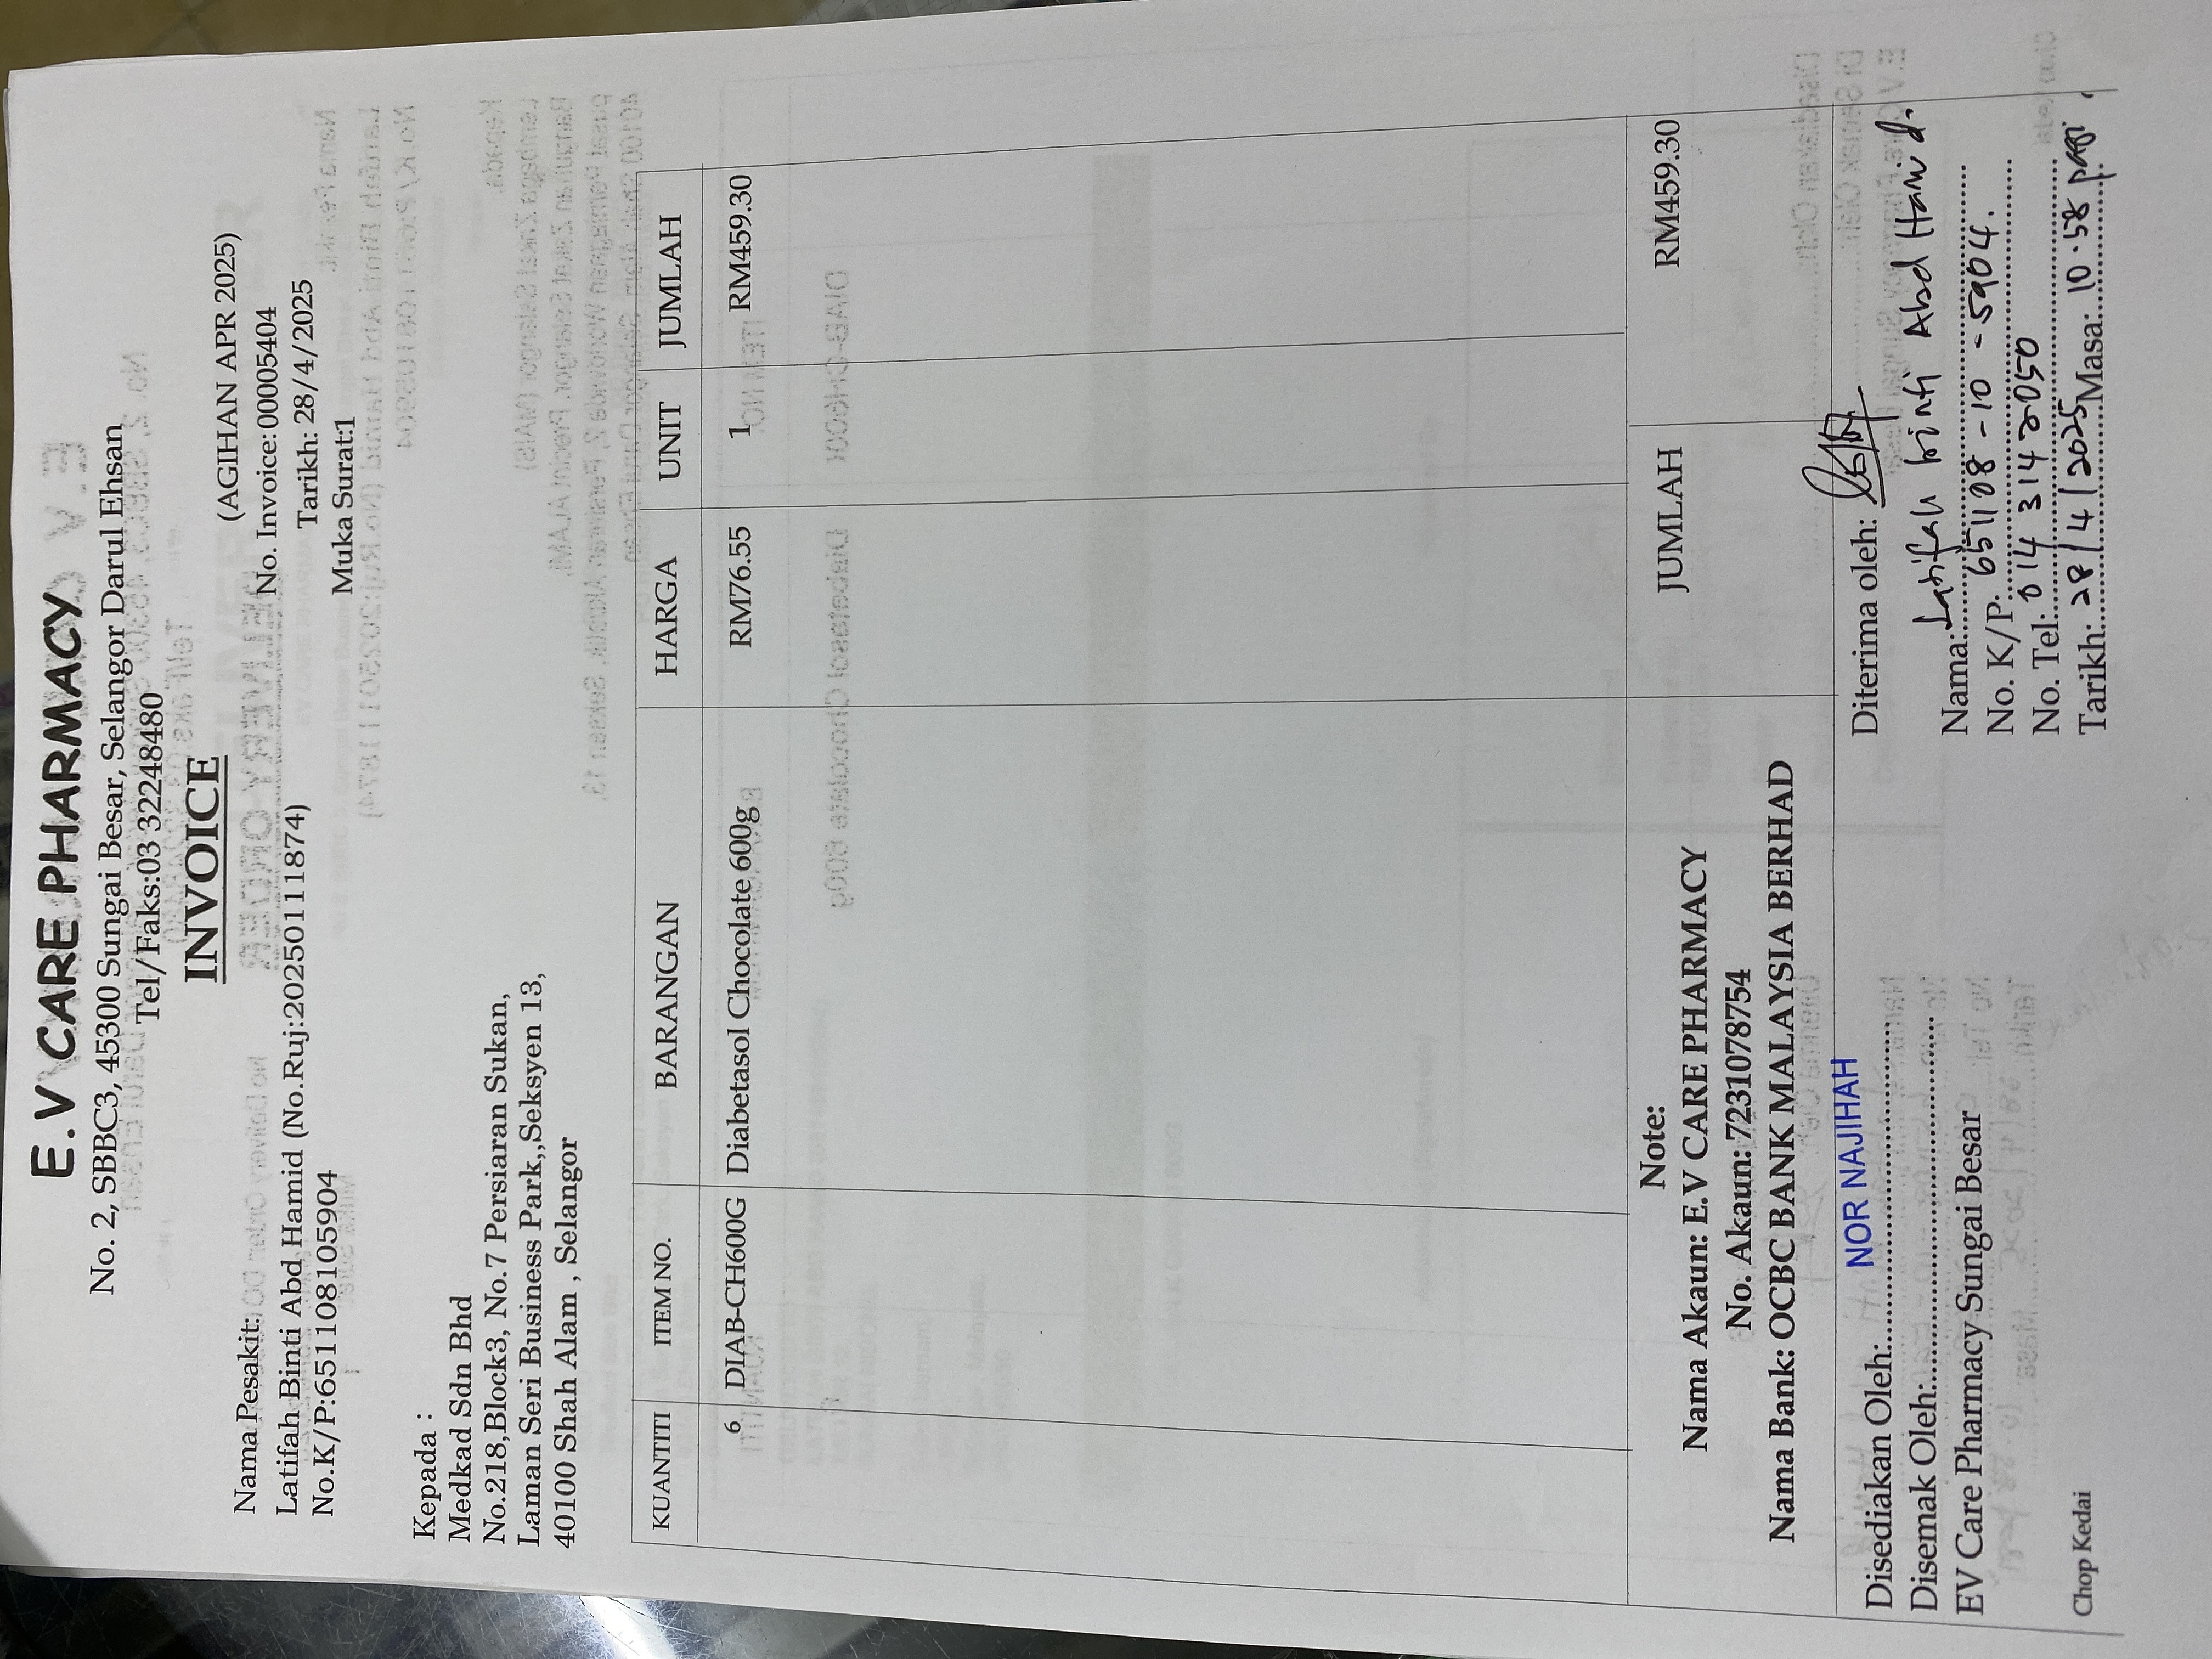 E.V CARE PHARMACY
No. 2, SBBC3, 45300 Sungai Besar, Selangor Darul Ehsan
Tel/Faks:03 32248480
INVOICE
(AGIHAN APR 2025)
Nama Pesakit:
No. Invoice: 00005404
Latifah Binti Abd Hamid (No.Ruj:20250111874)
Tarikh: 28/4/2025
No.K/P:651108105904
Muka Surat:1
Kepada :
Medkad Sdn Bhd
No.218,Block3, No.7 Persiaran Sukan,
Laman Seri Business Park,,Seksyen 13,
40100 Shah Alam , Selangor
KUANTITI ITEM NO. BARANGAN HARGA UNIT JUMLAH
6 DIAB-CH600G Diabetasol Chocolate 600g RM76.55 1 RM459.30
Note:
Nama Akaun: E.V CARE PHARMACY
No. Akaun: 7231078754
Nama Bank: OCBC BANK MALAYSIA BERHAD
JUMLAH RM459.30
Disediakan Oleh:.......... NOR NAJIHAH
Disemak Oleh:..........
EV Care Pharmacy Sungai Besar
Chop Kedai
Diterima oleh:
Nama: Latifah binti Abd Hamid.
No. K/P: 651108-10-5904.
No. Tel: 014 3142050
Tarikh: 28/4/2025 Masa: 10.58 pagi